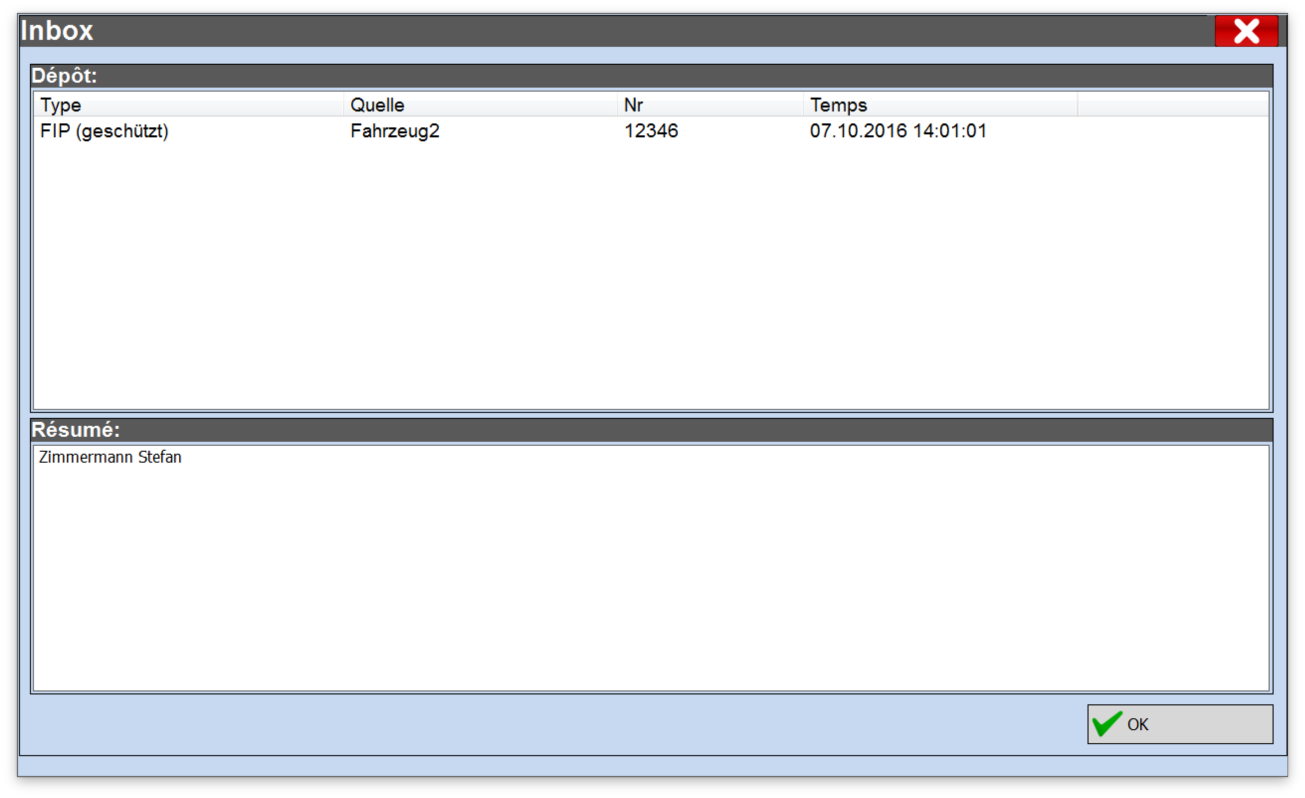 Inbox
Dépôt:
Type Quelle Nr Temps
FIP (geschützt) Fahrzeug2 12346 07.10.2016 14:01:01
Résumé:
Zimmermann Stefan
OK